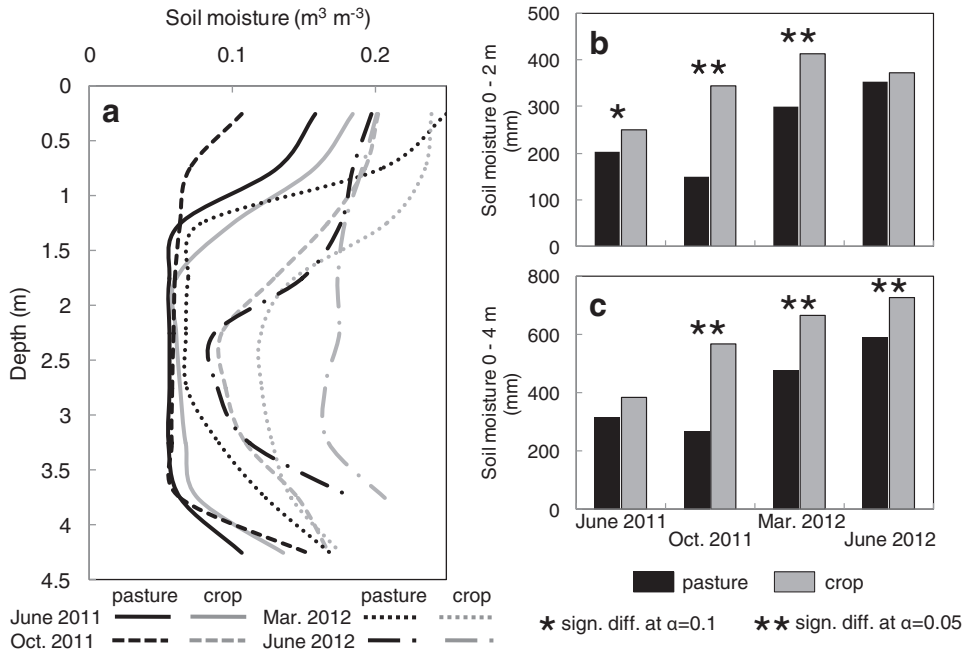 Soil moisture (m³ m⁻³)
0 0.1 0.2
a
0
0.5
1
1.5
2
2.5
3
3.5
4
4.5
Depth (m)
pasture crop pasture crop
June 2011 Mar. 2012
Oct. 2011 June 2012
b
Soil moisture 0 - 2 m
(mm)
500
400
300
200
100
0
* ** **
c
Soil moisture 0 - 4 m
(mm)
800
600
400
200
0
** ** **
June 2011 Mar. 2012
Oct. 2011 June 2012
pasture crop
* sign. diff. at α=0.1 ** sign. diff. at α=0.05